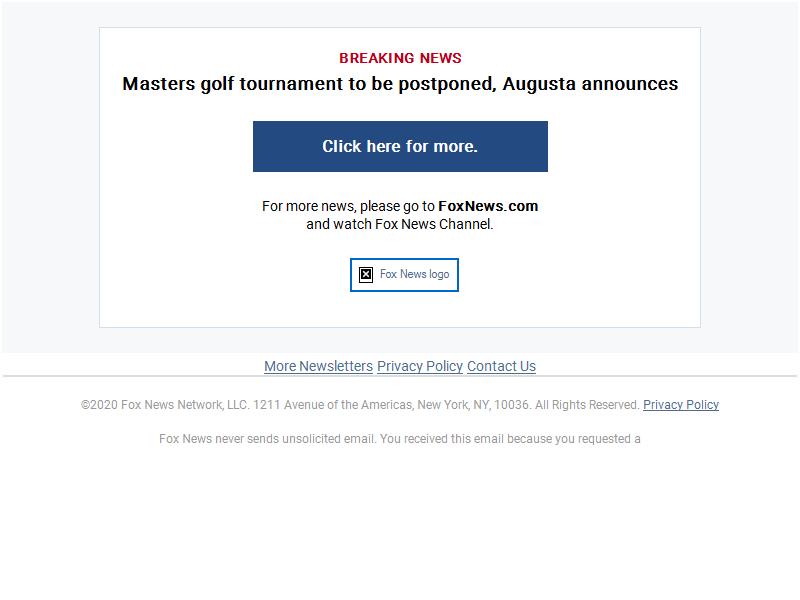 BREAKING NEWS
Masters golf tournament to be postponed, Augusta announces
Click here for more.
For more news, please go to FoxNews.com
and watch Fox News Channel.
Fox News logo
More Newsletters Privacy Policy Contact Us
©2020 Fox News Network, LLC. 1211 Avenue of the Americas, New York, NY, 10036. All Rights Reserved. Privacy Policy
Fox News never sends unsolicited email. You received this email because you requested a